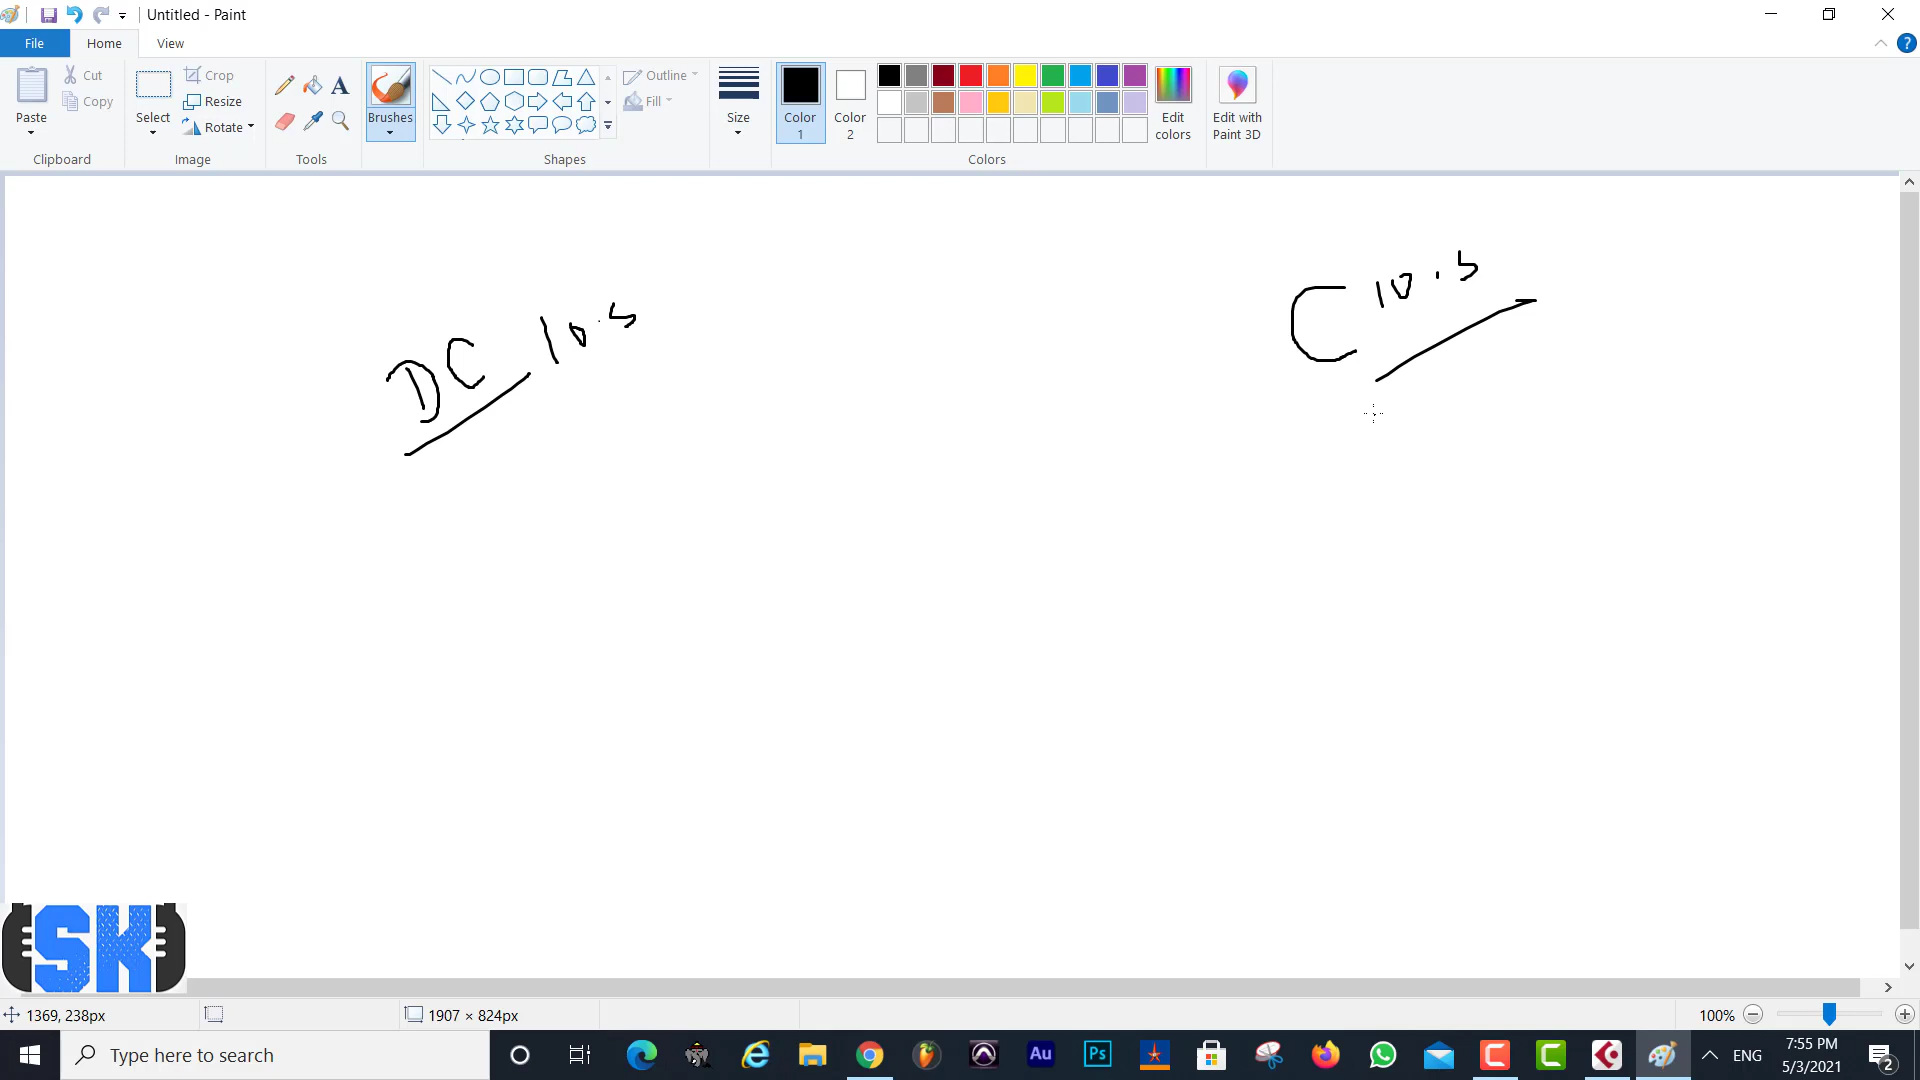 Untitled - Paint
File Home View
Paste
Cut
Copy
Clipboard
Select
Crop
Resize
Rotate
Image
Tools
Brushes
Shapes
Outline
Fill
Size
Color 1
Color 2
Colors
Edit colors
Edit with Paint 3D
DC 10.5
C 10.5
SK
1369, 238px
1907 × 824px
100%
Type here to search
Au
Ps
ENG
7:55 PM
5/3/2021
2